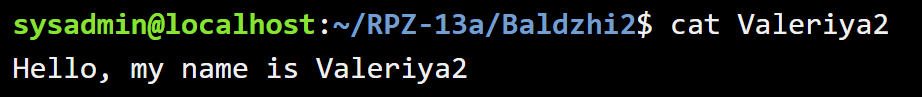 sysadmin@localhost:~/RPZ-13a/Baldzhi2$ cat Valeriya2
Hello, my name is Valeriya2